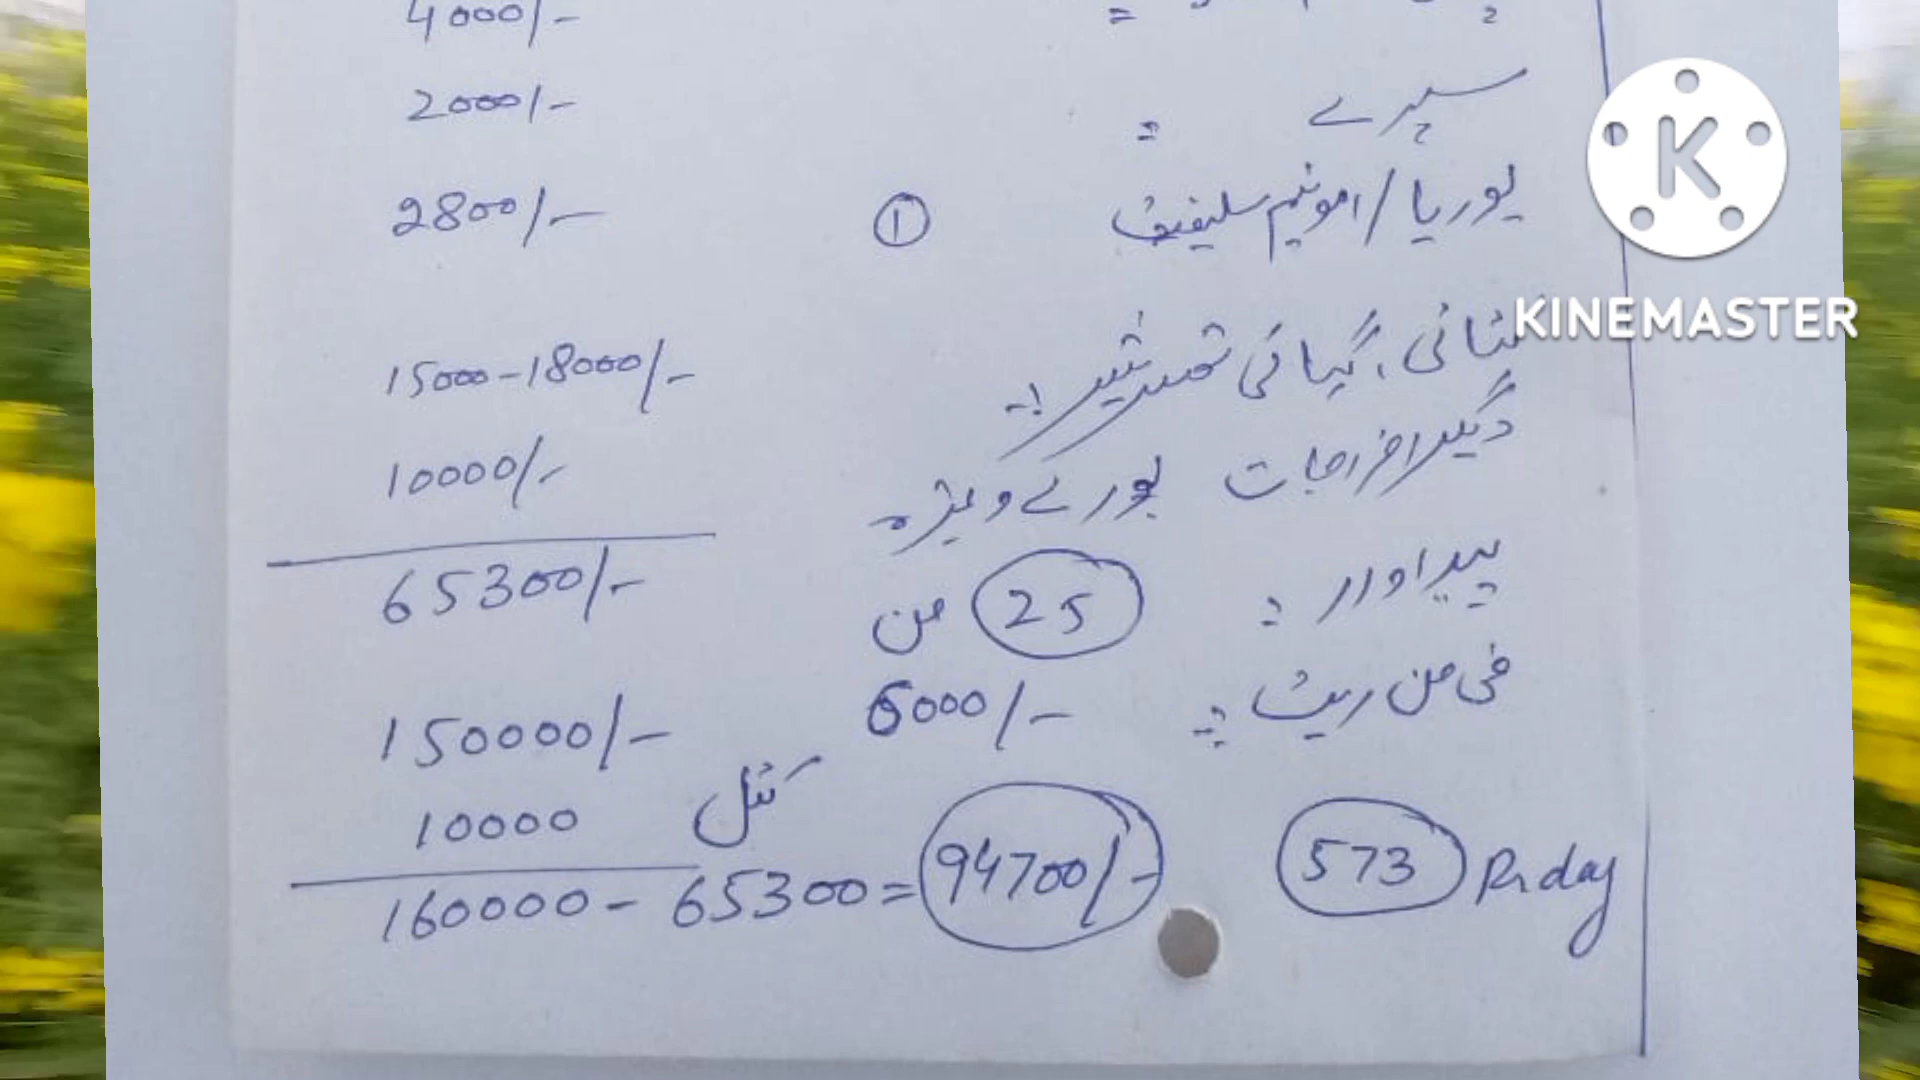 4000/-
سپرے = 2000/-
یوریا/امونیم سلفیٹ ① 2800/-
KINEMASTER
کٹائی، گہائی تھریشر :- 15000-18000/-
دیگر اخراجات بورے وغیرہ 10000/-
65300/-
پیداوار : 25 من
فی من ریٹ :- 6000/- 150000/-
10000
160000 - 65300 = 94700/- 573 Pr day